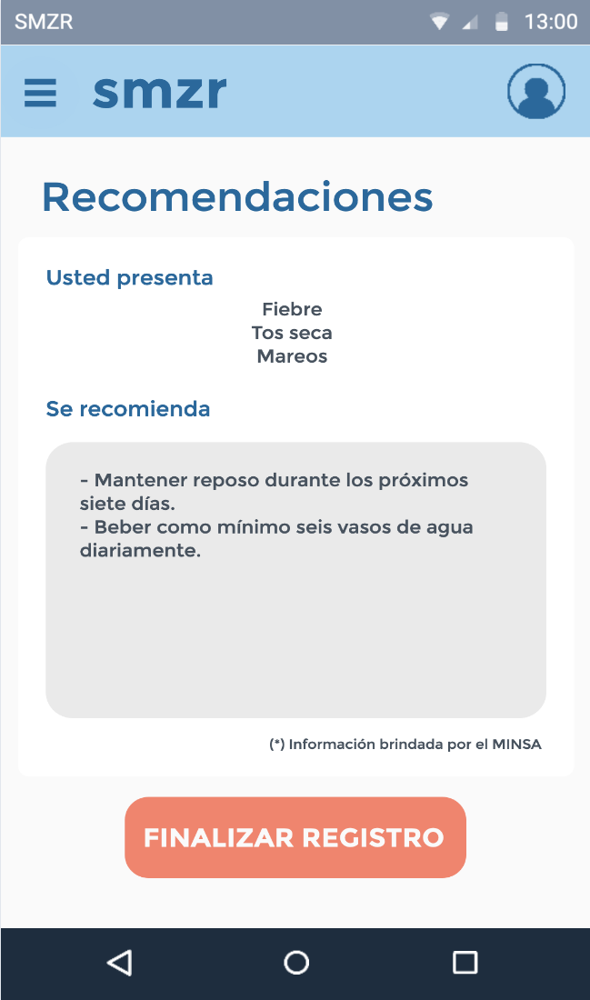 SMZR
13:00
smzr
Recomendaciones
Usted presenta
Fiebre
Tos seca
Mareos
Se recomienda
- Mantener reposo durante los próximos
siete días.
- Beber como mínimo seis vasos de agua
diariamente.
(*) Información brindada por el MINSA
FINALIZAR REGISTRO